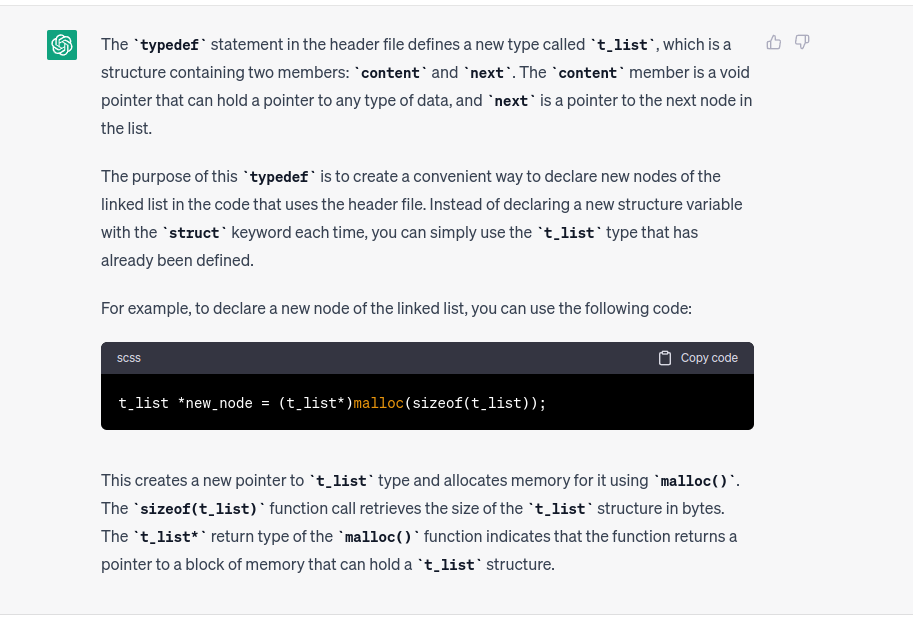 The `typedef` statement in the header file defines a new type called `t_list`, which is a
structure containing two members: `content` and `next`. The `content` member is a void
pointer that can hold a pointer to any type of data, and `next` is a pointer to the next node in
the list.
The purpose of this `typedef` is to create a convenient way to declare new nodes of the
linked list in the code that uses the header file. Instead of declaring a new structure variable
with the `struct` keyword each time, you can simply use the `t_list` type that has
already been defined.
For example, to declare a new node of the linked list, you can use the following code:
scss Copy code
t_list *new_node = (t_list*)malloc(sizeof(t_list));
This creates a new pointer to `t_list` type and allocates memory for it using `malloc()`.
The `sizeof(t_list)` function call retrieves the size of the `t_list` structure in bytes.
The `t_list*` return type of the `malloc()` function indicates that the function returns a
pointer to a block of memory that can hold a `t_list` structure.